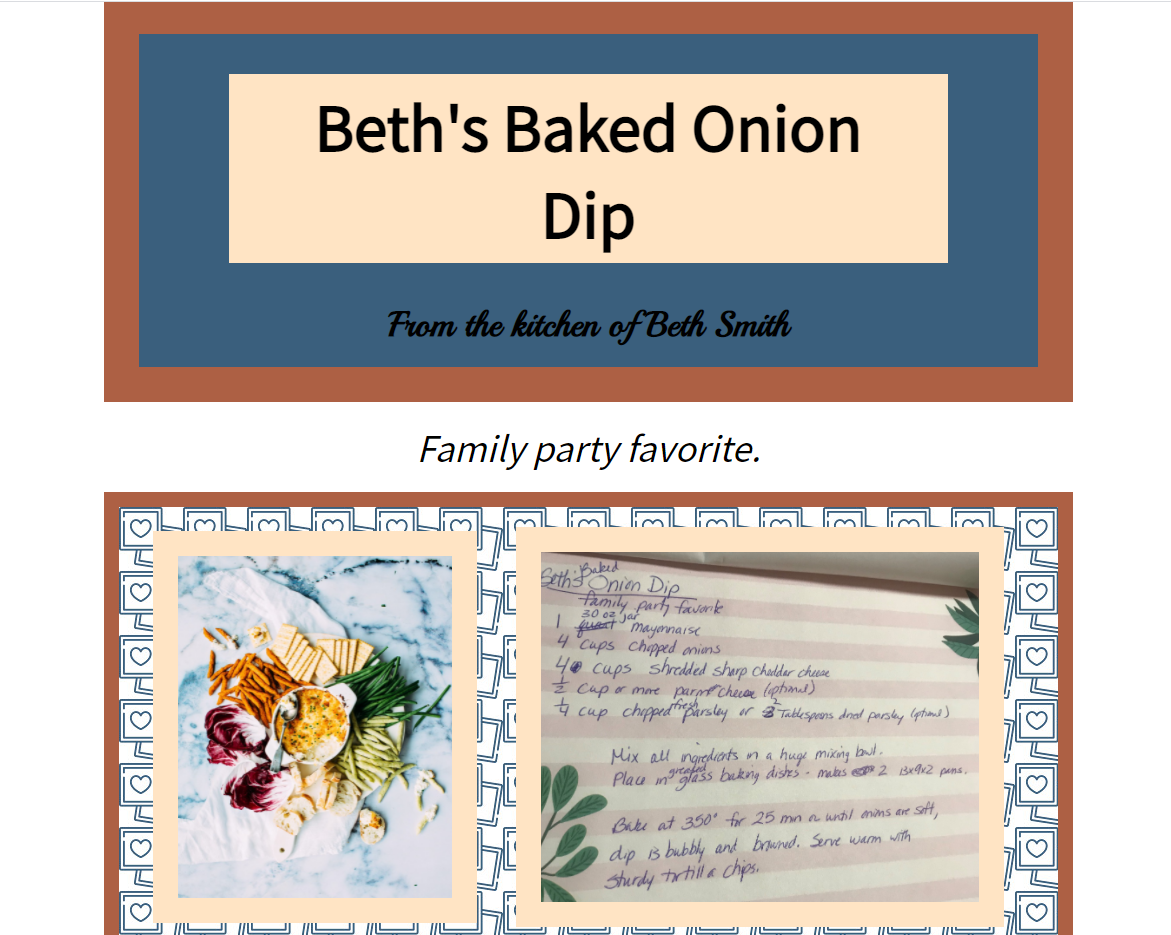 Beth's Baked Onion
Dip
From the kitchen of Beth Smith
Family party favorite.
Baked
Beth's Onion Dip
family party favorite
30 oz jar
1 quart mayonnaise
4 cups chopped onions
4 cups shredded sharp cheddar cheese
1/2 cup or more parm cheese (optional)
fresh
1/4 cup chopped parsley or 2 Tablespoons dried parsley (optional)
Mix all ingredients in a huge mixing bowl.
greased
Place in glass baking dishes - makes 2 13x9x2 pans.
Bake at 350° for 25 min or until onions are soft,
dip is bubbly and browned. Serve warm with
sturdy tortilla chips.